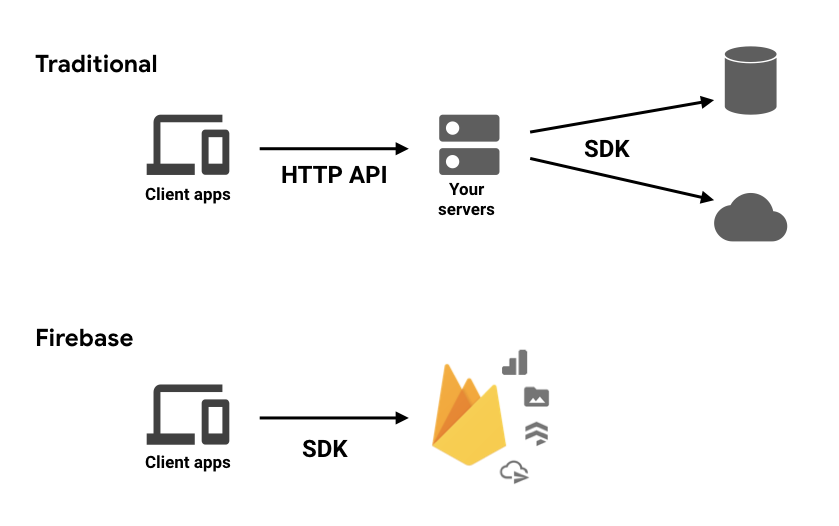 Traditional
Client apps
HTTP API
Your
servers
SDK
Firebase
Client apps
SDK